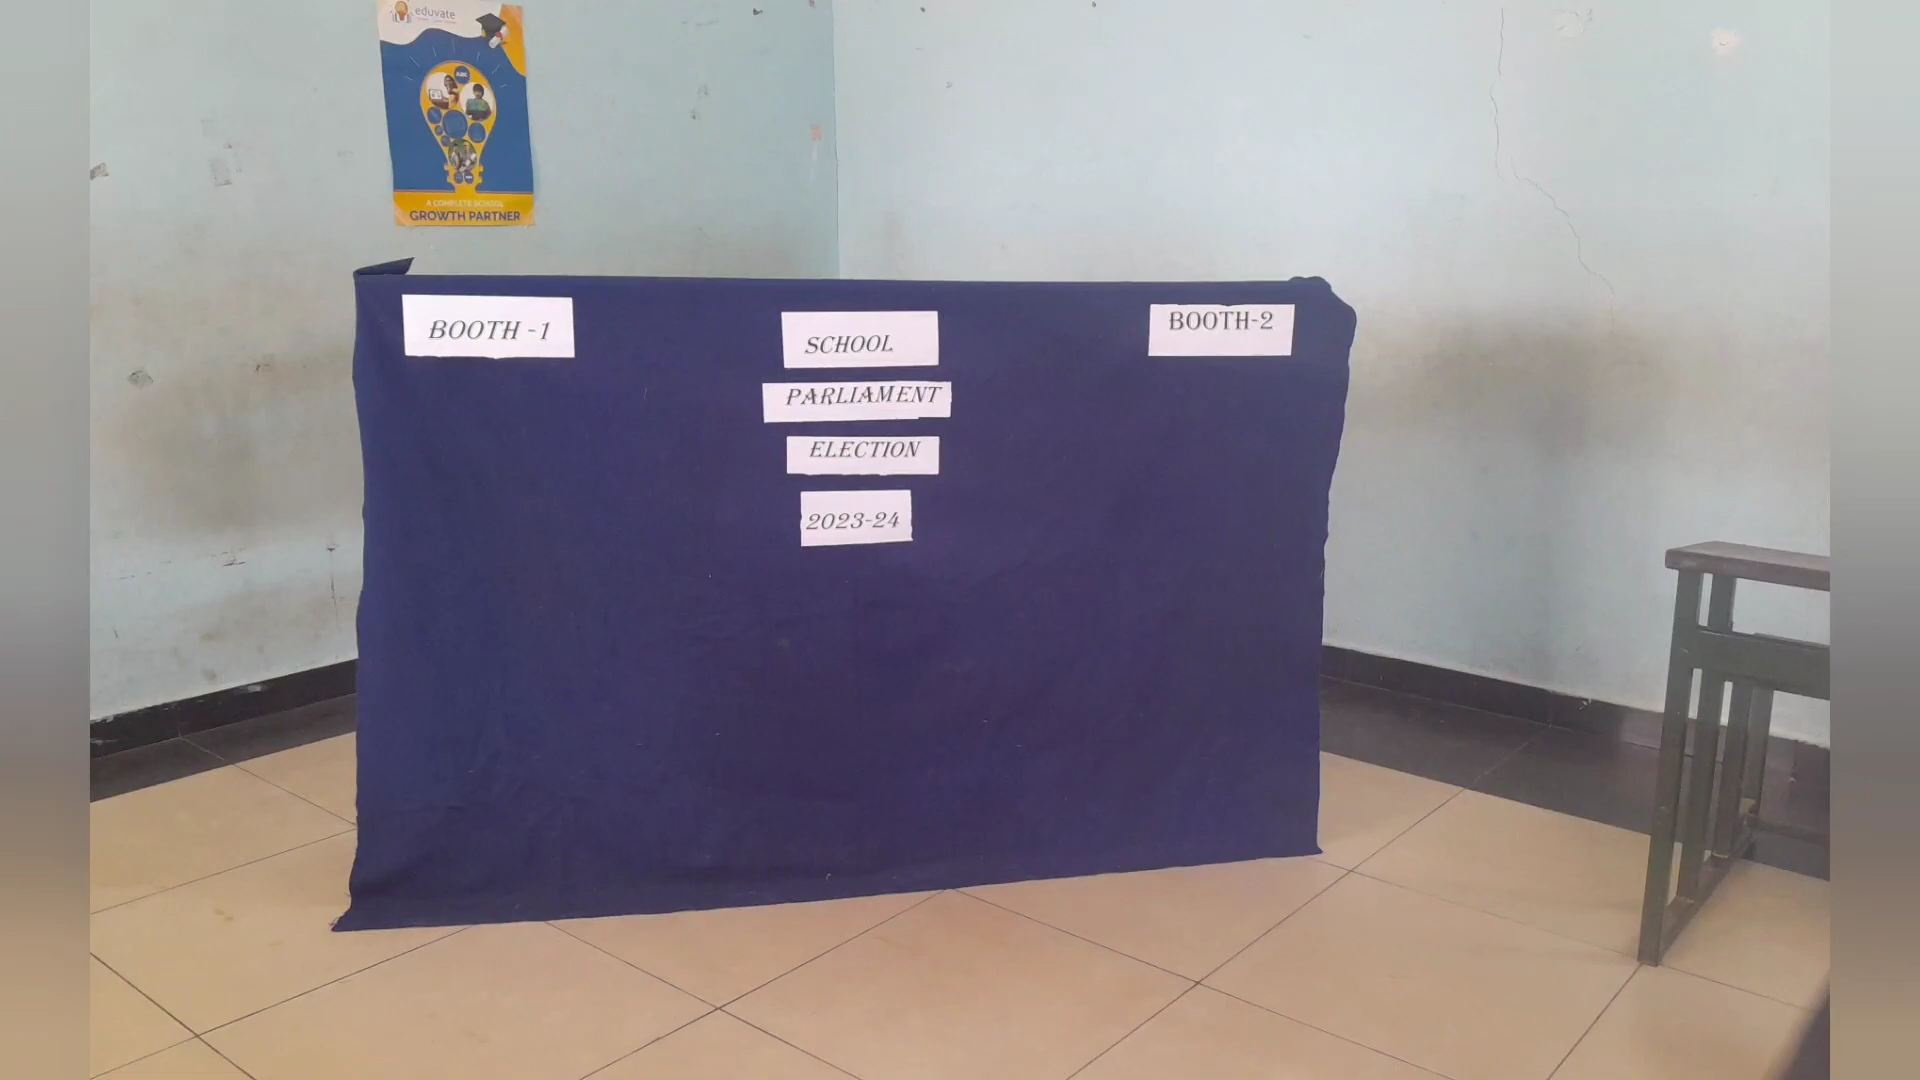 eduvate
A COMPLETE SCHOOL
GROWTH PARTNER
BOOTH -1
SCHOOL
PARLIAMENT
ELECTION
2023-24
BOOTH-2